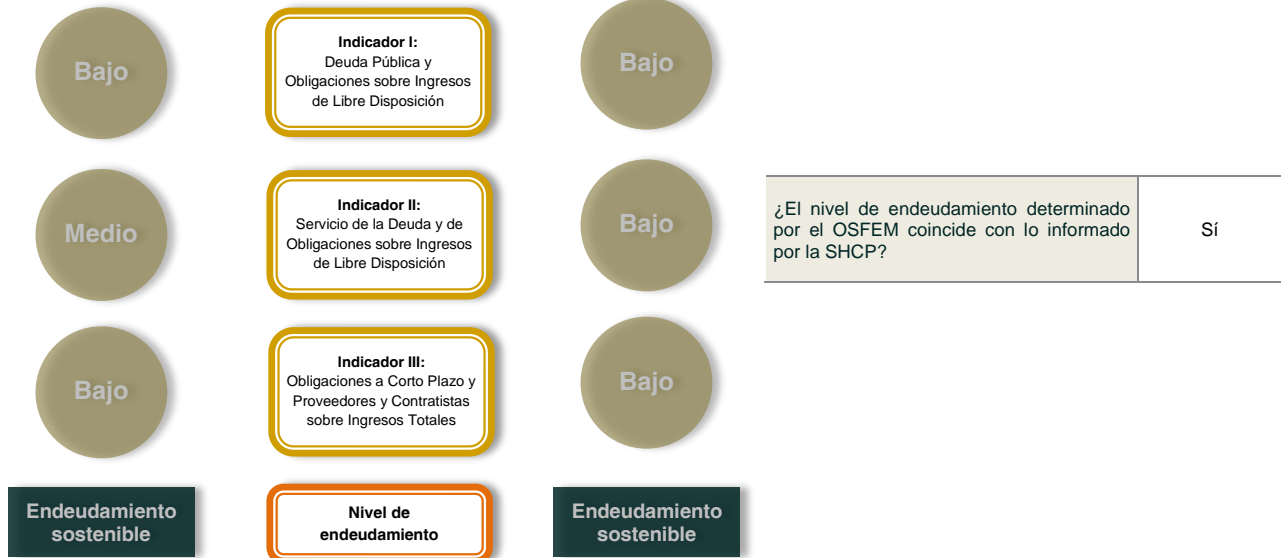 Bajo
Indicador I:
Deuda Pública y
Obligaciones sobre Ingresos
de Libre Disposición
Bajo
Medio
Indicador II:
Servicio de la Deuda y de
Obligaciones sobre Ingresos
de Libre Disposición
Bajo
¿El nivel de endeudamiento determinado
por el OSFEM coincide con lo informado
por la SHCP?
Sí
Bajo
Indicador III:
Obligaciones a Corto Plazo y
Proveedores y Contratistas
sobre Ingresos Totales
Bajo
Endeudamiento
sostenible
Nivel de
endeudamiento
Endeudamiento
sostenible